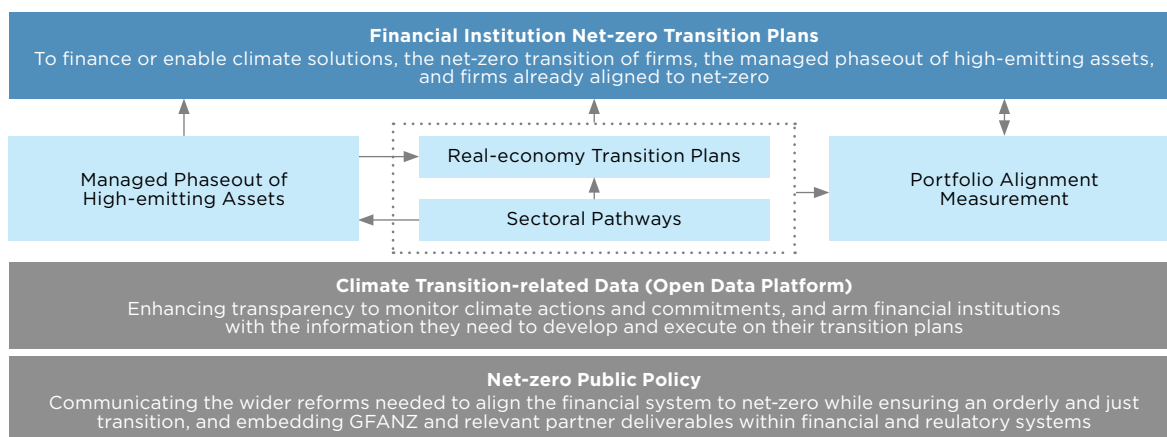 Financial Institution Net-zero Transition Plans
To finance or enable climate solutions, the net-zero transition of firms, the managed phaseout of high-emitting assets,
and firms already aligned to net-zero
Managed Phaseout of
High-emitting Assets
Real-economy Transition Plans
Sectoral Pathways
Portfolio Alignment
Measurement
Climate Transition-related Data (Open Data Platform)
Enhancing transparency to monitor climate actions and commitments, and arm financial institutions
with the information they need to develop and execute on their transition plans
Net-zero Public Policy
Communicating the wider reforms needed to align the financial system to net-zero while ensuring an orderly and just
transition, and embedding GFANZ and relevant partner deliverables within financial and reulatory systems